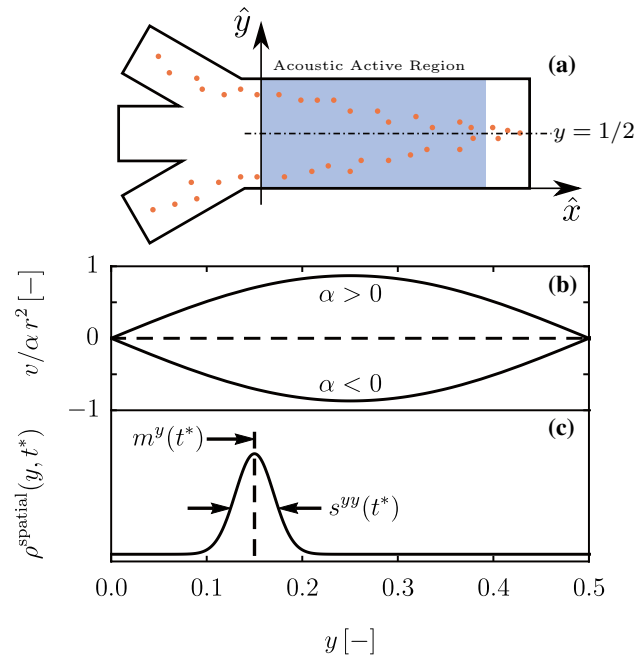 ŷ
Acoustic Active Region
(a)
y = 1/2
x̂
v/α r² [−]
1
0
−1
(b)
α > 0
α < 0
ρ^spatial(y, t*)
(c)
m^y(t*)
s^yy(t*)
0.0 0.1 0.2 0.3 0.4 0.5
y [−]